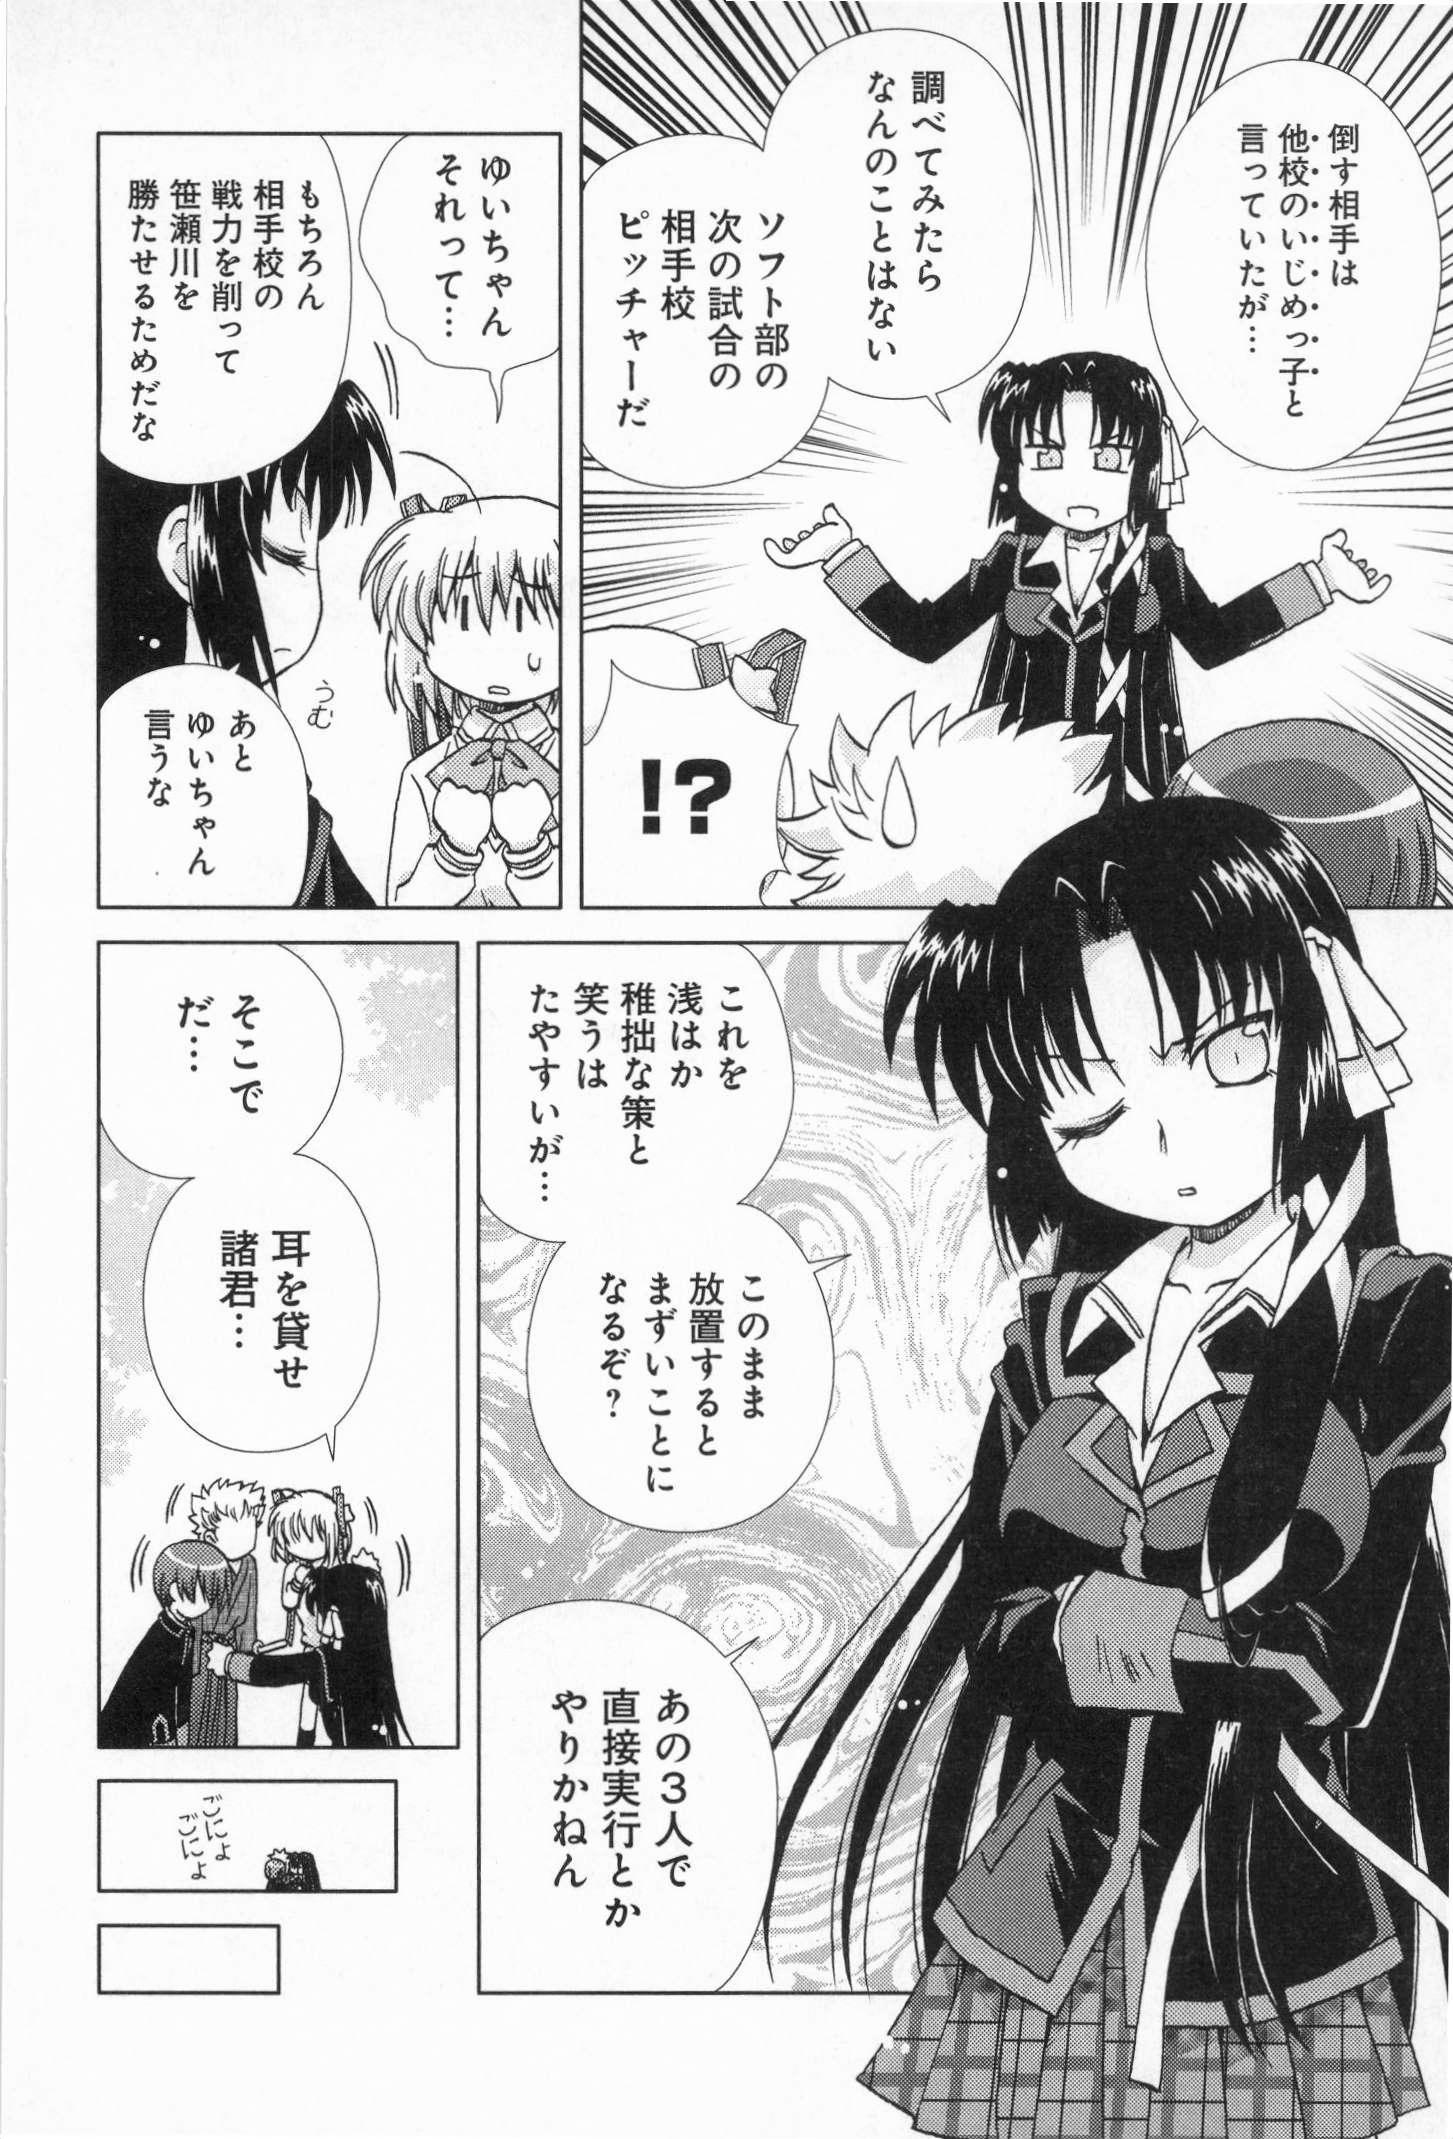 倒す相手は
他校のいじめっ子と
言っていたが…
調べてみたら
なんのことはない
ソフト部の
次の試合の
相手校
ピッチャーだ
!?
ゆいちゃん
それって…
もちろん
相手校の
戦力を削って
笹瀬川を
勝たせるためだな
うむ
あと
ゆいちゃん
言うな
これを
浅はか
稚拙な策と
笑うは
たやすいが…
このまま
放置すると
まずいことに
なるぞ?
あの3人で
直接実行とか
やりかねん
そこで
だ…
耳を貸せ
諸君…
ごにょ
ごにょ